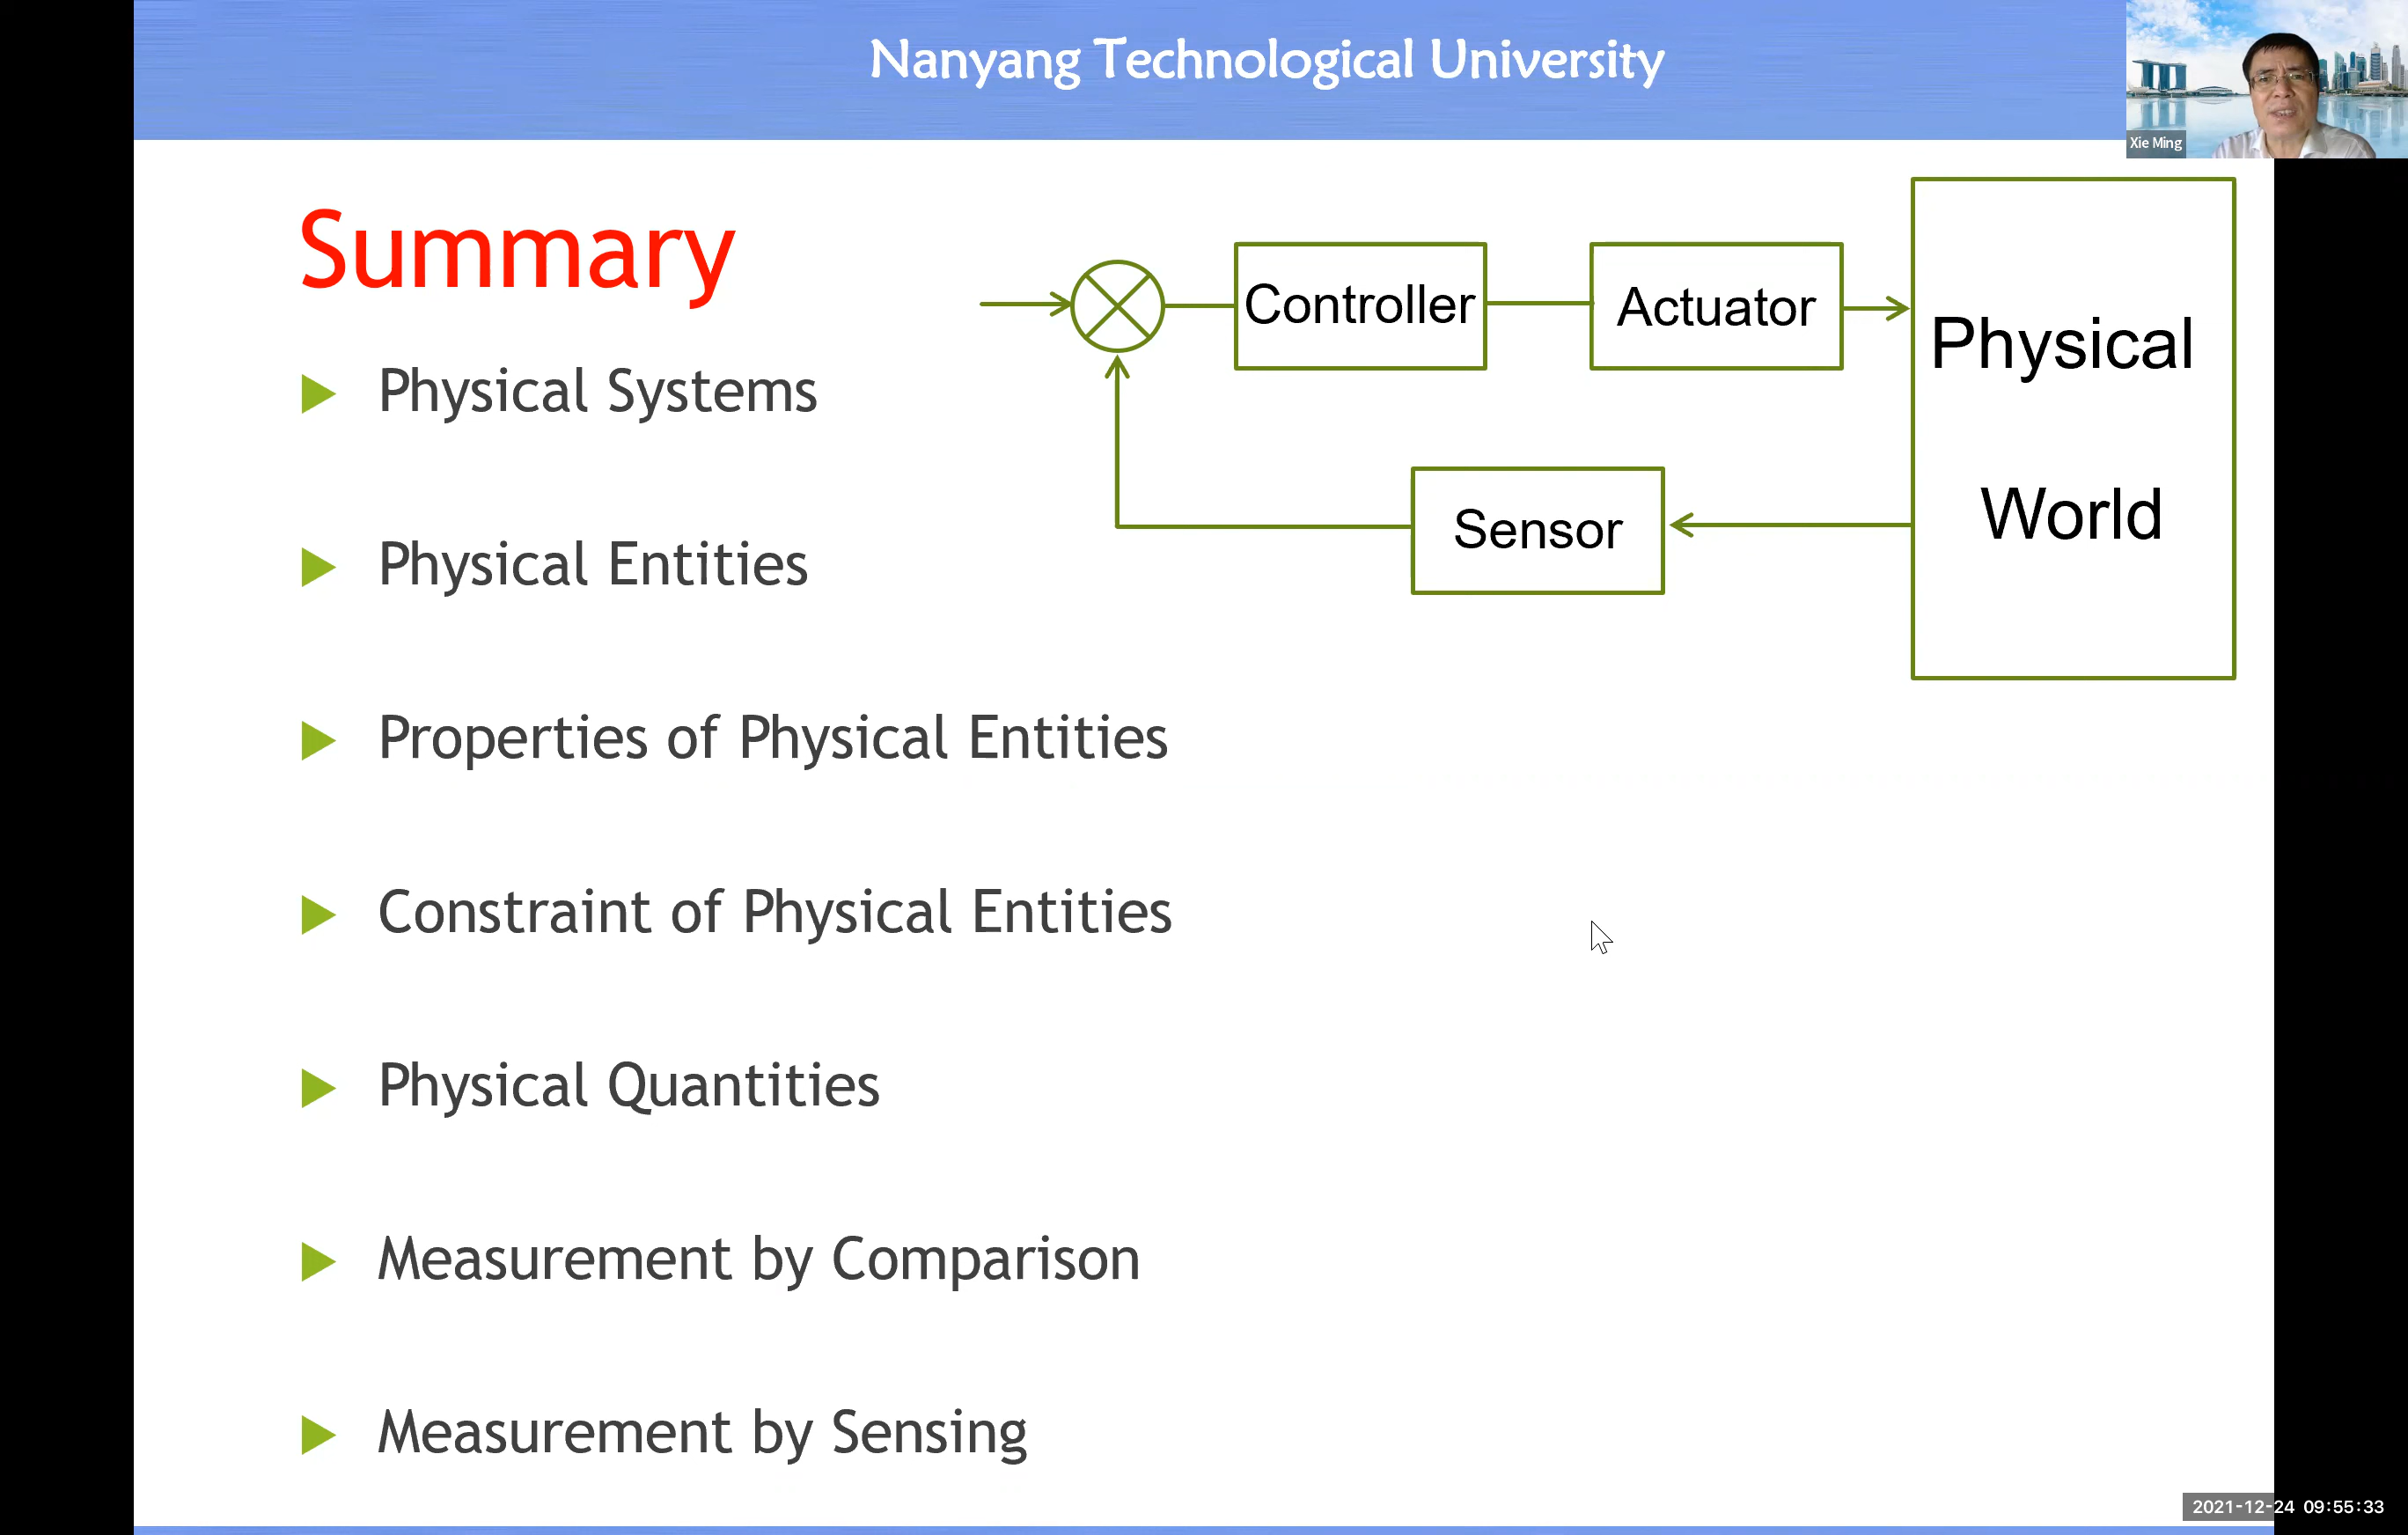 Nanyang Technological University
Xie Ming
Summary
Controller
Actuator
Physical
World
Sensor
Physical Systems
Physical Entities
Properties of Physical Entities
Constraint of Physical Entities
Physical Quantities
Measurement by Comparison
Measurement by Sensing
2021-12-24 09:55:33